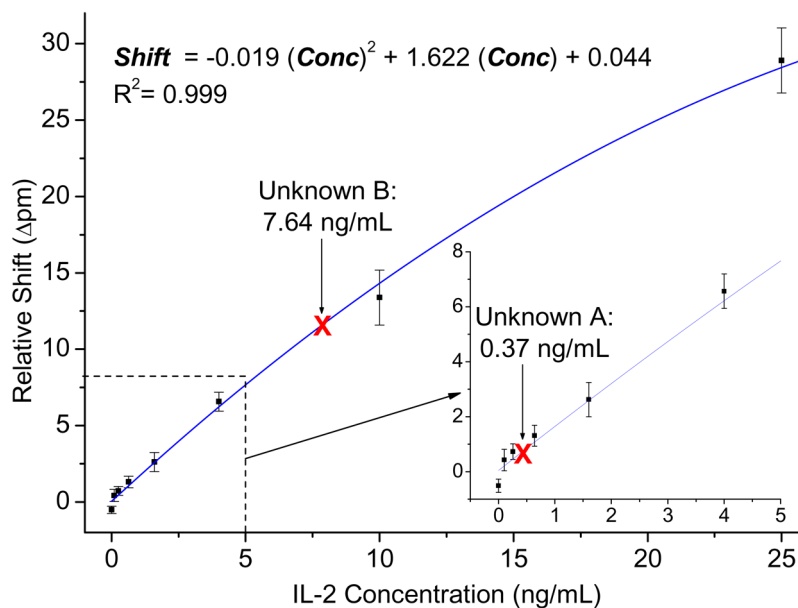 Shift = -0.019 (Conc)² + 1.622 (Conc) + 0.044
R²= 0.999
Unknown B:
7.64 ng/mL
X
Unknown A:
0.37 ng/mL
X
Relative Shift (Δpm)
30
25
20
15
10
5
0
8
6
4
2
0
0 1 2 3 4 5
0 5 10 15 20 25
IL-2 Concentration (ng/mL)